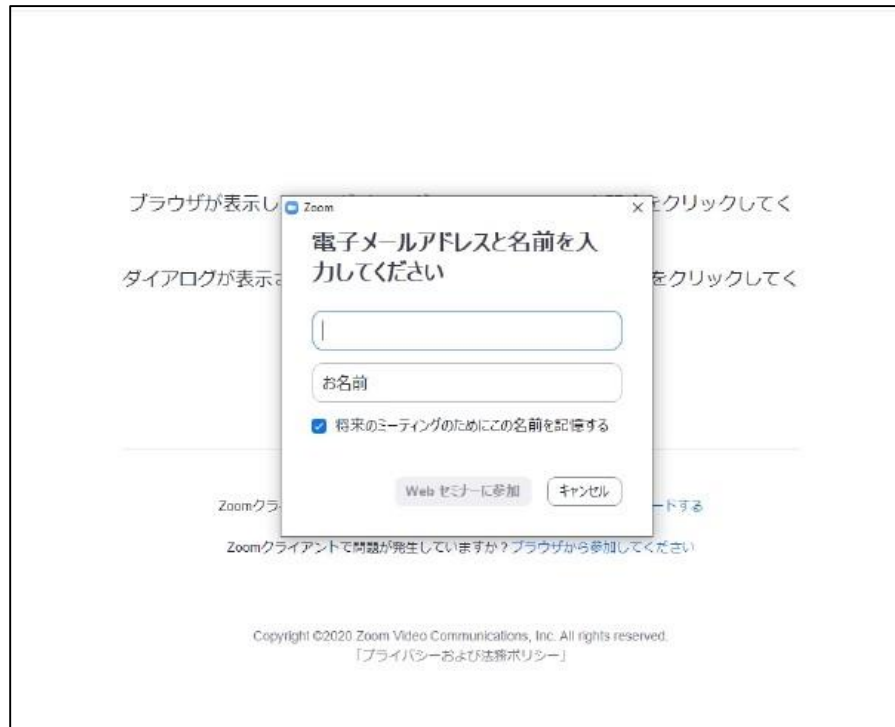 ブラウザが表示し
をクリックしてく
Zoom
電子メールアドレスと名前を入
力してください
ダイアログが表示さ
をクリックしてく
お名前
将来のミーティングのためにこの名前を記憶する
Web セミナーに参加
キャンセル
Zoomクラ
ードする
Zoomクライアントで問題が発生していますか?ブラウザから参加してください
Copyright ©2020 Zoom Video Communications, Inc. All rights reserved.
「プライバシーおよび法務ポリシー」